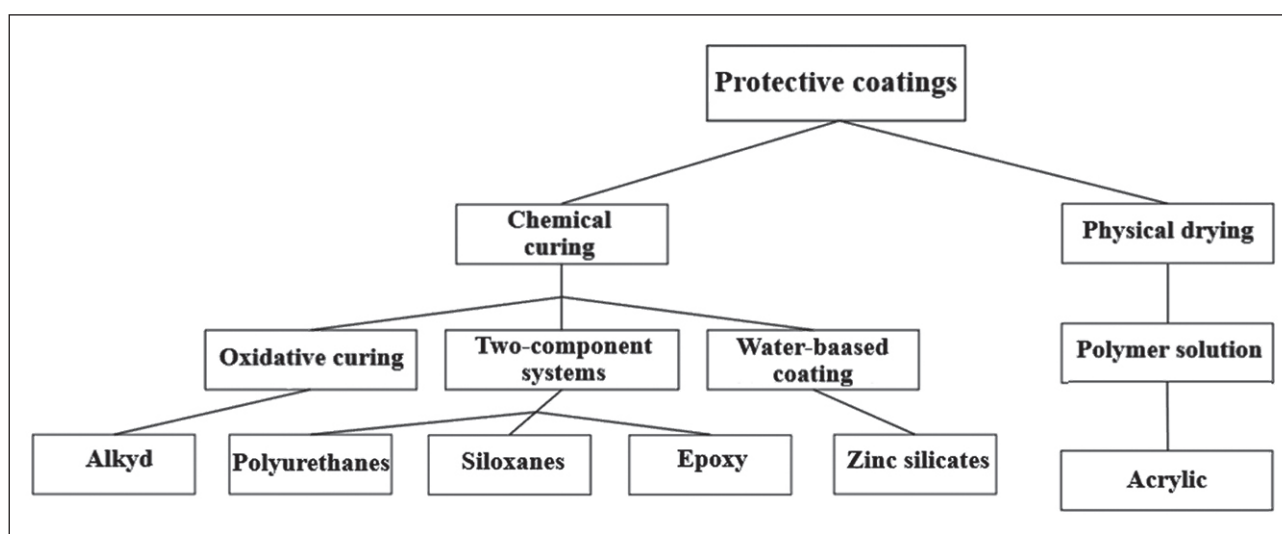 Protective coatings
Chemical
curing
Physical drying
Oxidative curing
Two-component
systems
Water-baased
coating
Polymer solution
Alkyd
Polyurethanes
Siloxanes
Epoxy
Zinc silicates
Acrylic